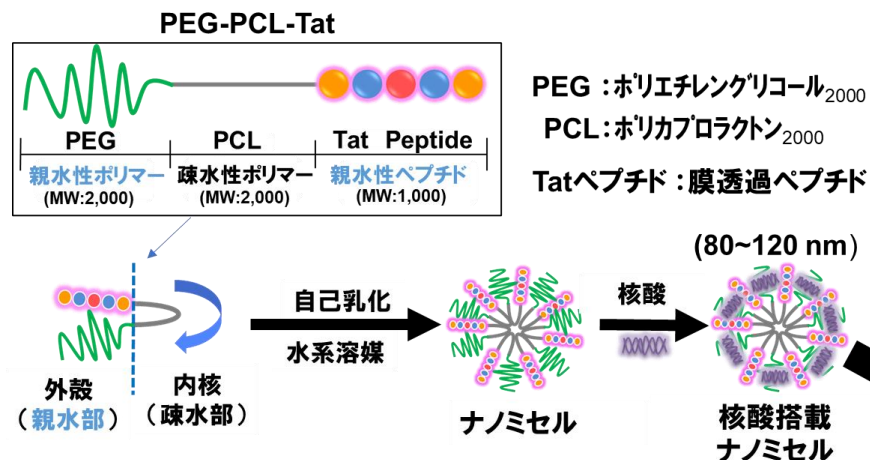 PEG-PCL-Tat
PEG
PCL
Tat Peptide
親水性ポリマー
疎水性ポリマー
親水性ペプチド
(MW:2,000)
(MW:2,000)
(MW:1,000)
PEG：ポリエチレングリコール2000
PCL：ポリカプロラクトン2000
Tatペプチド：膜透過ペプチド
(80~120 nm)
自己乳化
水系溶媒
核酸
外殻
（親水部）
内核
（疎水部）
ナノミセル
核酸搭載
ナノミセル